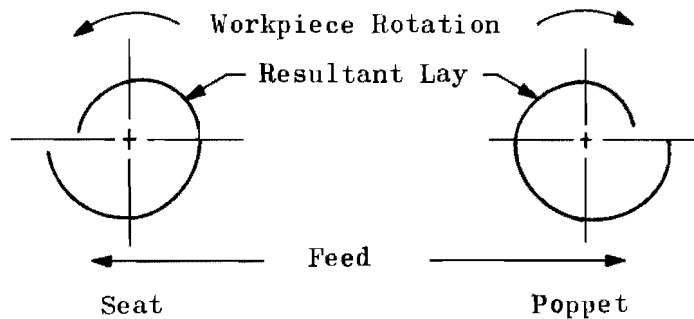 Workpiece Rotation
Resultant Lay
Feed
Seat
Poppet